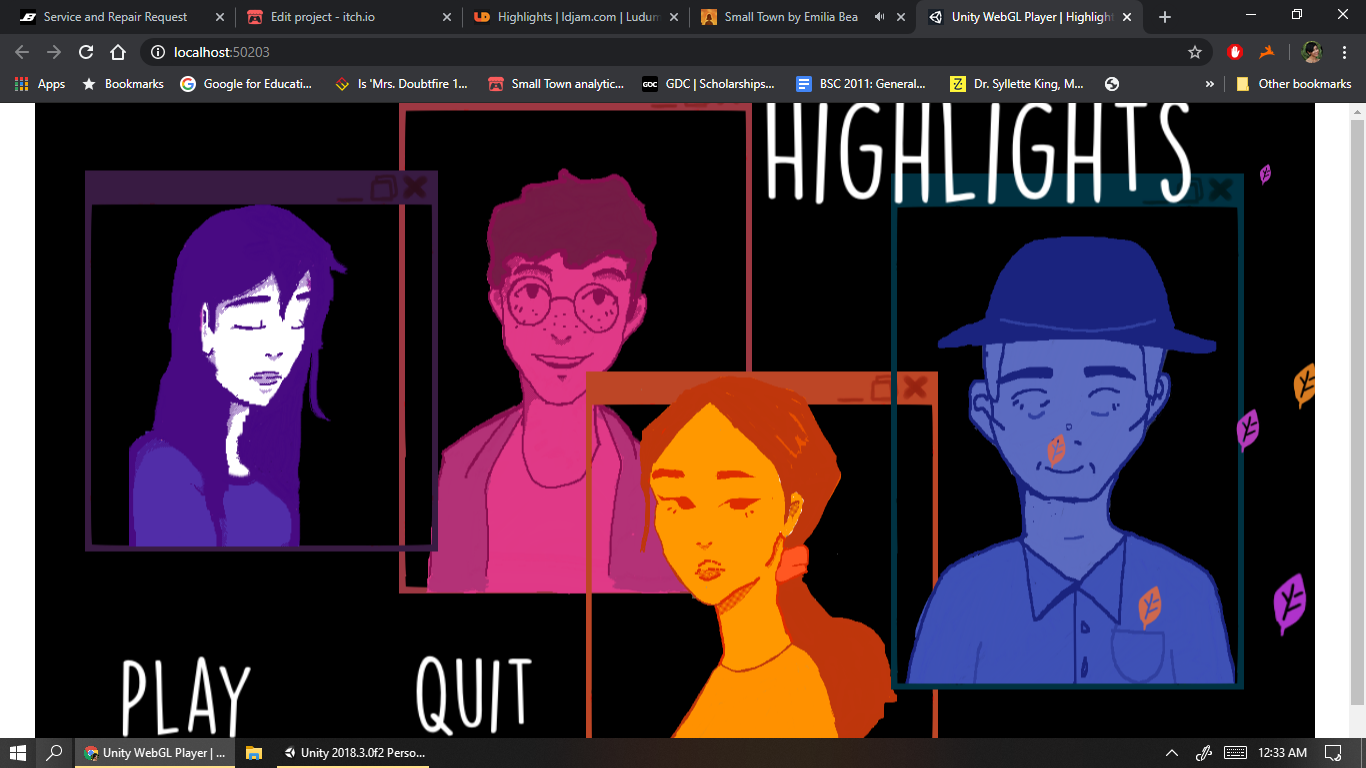 Service and Repair Request
Edit project - itch.io
Highlights | ldjam.com | Ludum
Small Town by Emilia Bea
Unity WebGL Player | Highlight
localhost:50203
Apps
Bookmarks
Google for Educati...
Is 'Mrs. Doubtfire 1...
Small Town analytic...
GDC | Scholarships...
BSC 2011: General...
Dr. Syllette King, M...
»
Other bookmarks
HIGHLIGHTS
PLAY
QUIT
Unity WebGL Player | ...
Unity 2018.3.0f2 Perso...
12:33 AM